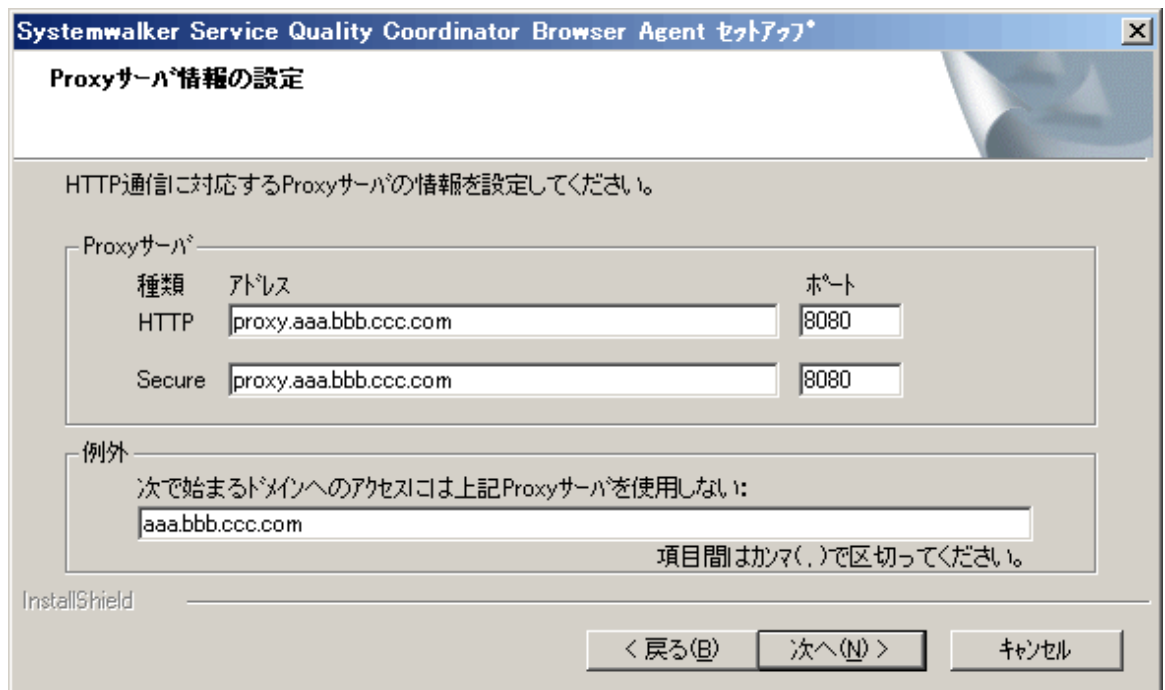 Systemwalker Service Quality Coordinator Browser Agent ｾｯﾄｱｯﾌﾟ
Proxyｻｰﾊﾞ情報の設定
HTTP通信に対応するProxyｻｰﾊﾞの情報を設定してください。
Proxyｻｰﾊﾞ
種類 ｱﾄﾞﾚｽ ﾎﾟｰﾄ
HTTP proxy.aaa.bbb.ccc.com 8080
Secure proxy.aaa.bbb.ccc.com 8080
例外
次で始まるﾄﾞﾒｲﾝへのｱｸｾｽには上記Proxyｻｰﾊﾞを使用しない:
aaa.bbb.ccc.com
項目間はｶﾝﾏ( , )で区切ってください。
InstallShield
< 戻る(B) 次へ(N) > ｷｬﾝｾﾙ